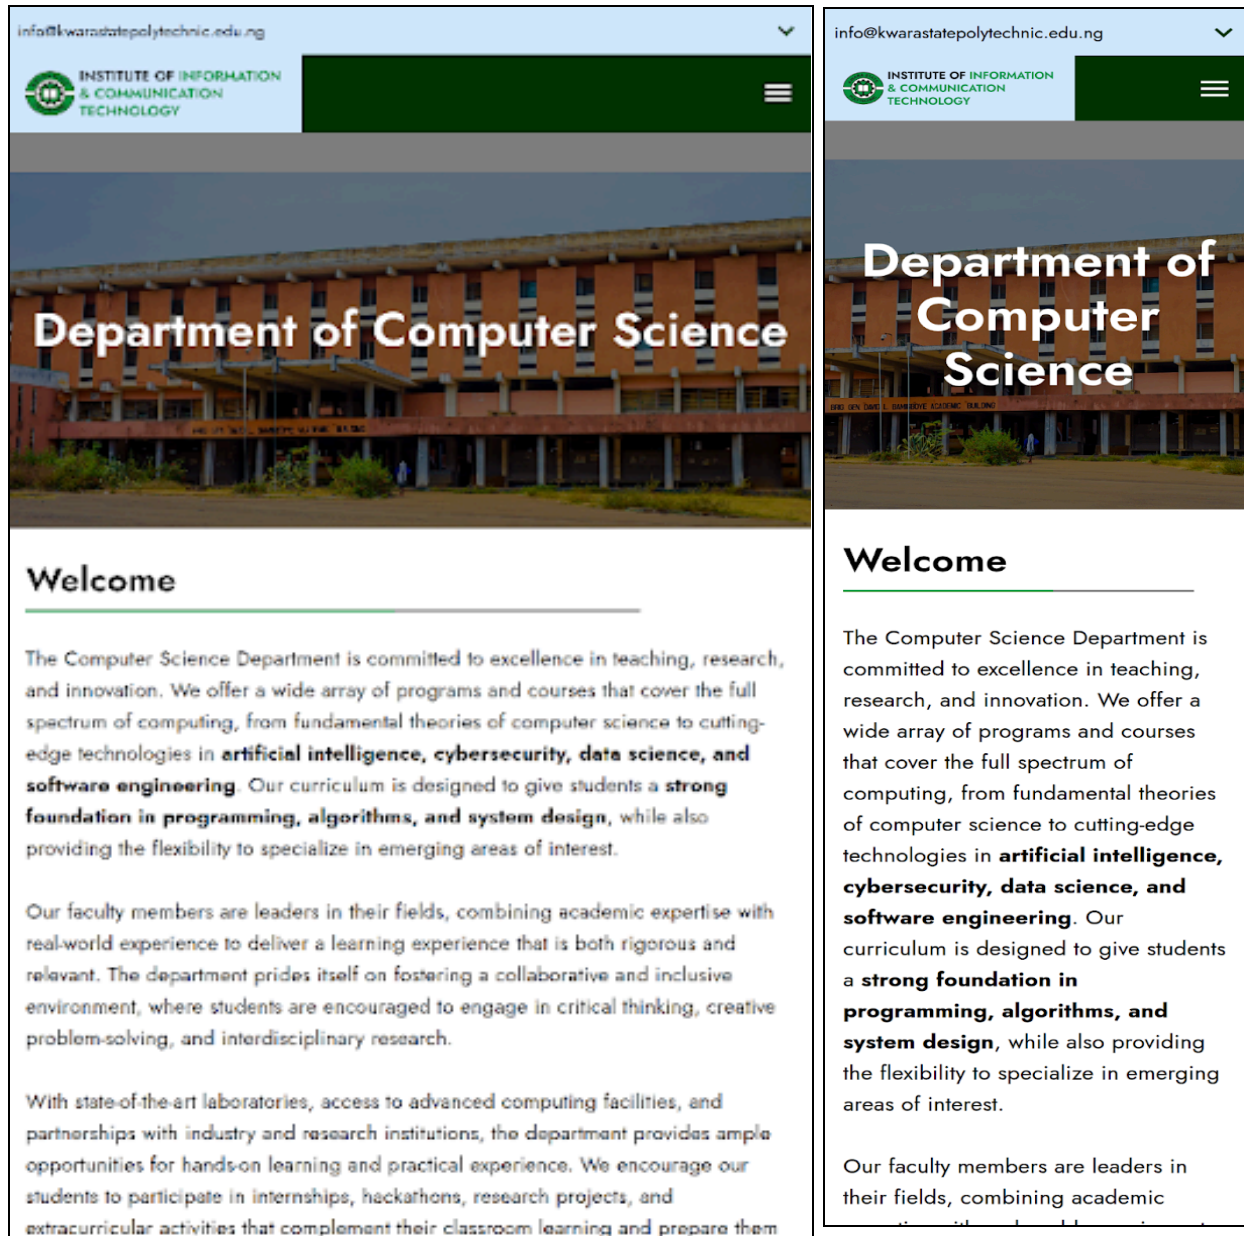 info@kwarastatepolytechnic.edu.ng
INSTITUTE OF INFORMATION
& COMMUNICATION
TECHNOLOGY
Department of Computer Science
Welcome
The Computer Science Department is committed to excellence in teaching, research,
and innovation. We offer a wide array of programs and courses that cover the full
spectrum of computing, from fundamental theories of computer science to cutting-
edge technologies in artificial intelligence, cybersecurity, data science, and
software engineering. Our curriculum is designed to give students a strong
foundation in programming, algorithms, and system design, while also
providing the flexibility to specialize in emerging areas of interest.
Our faculty members are leaders in their fields, combining academic expertise with
real-world experience to deliver a learning experience that is both rigorous and
relevant. The department prides itself on fostering a collaborative and inclusive
environment, where students are encouraged to engage in critical thinking, creative
problem-solving, and interdisciplinary research.
With state-of-the-art laboratories, access to advanced computing facilities, and
partnerships with industry and research institutions, the department provides ample
opportunities for hands-on learning and practical experience. We encourage our
students to participate in internships, hackathons, research projects, and
extracurricular activities that complement their classroom learning and prepare them
info@kwarastatepolytechnic.edu.ng
INSTITUTE OF INFORMATION
& COMMUNICATION
TECHNOLOGY
Department of
Computer
Science
BRIG GEN DAVID L. BAMIGBOYE ACADEMIC BUILDING
Welcome
The Computer Science Department is
committed to excellence in teaching,
research, and innovation. We offer a
wide array of programs and courses
that cover the full spectrum of
computing, from fundamental theories
of computer science to cutting-edge
technologies in artificial intelligence,
cybersecurity, data science, and
software engineering. Our
curriculum is designed to give students
a strong foundation in
programming, algorithms, and
system design, while also providing
the flexibility to specialize in emerging
areas of interest.
Our faculty members are leaders in
their fields, combining academic